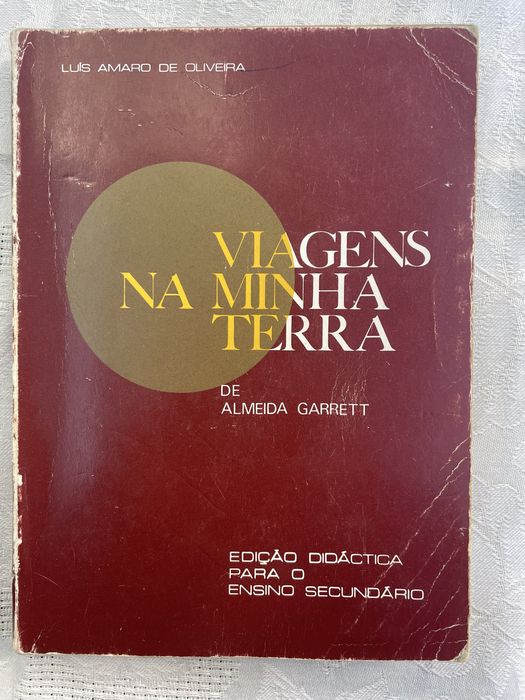 LUÍS AMARO DE OLIVEIRA
VIAGENS
NA MINHA
TERRA
DE
ALMEIDA GARRETT
EDIÇÃO DIDÁCTICA
PARA O
ENSINO SECUNDÁRIO